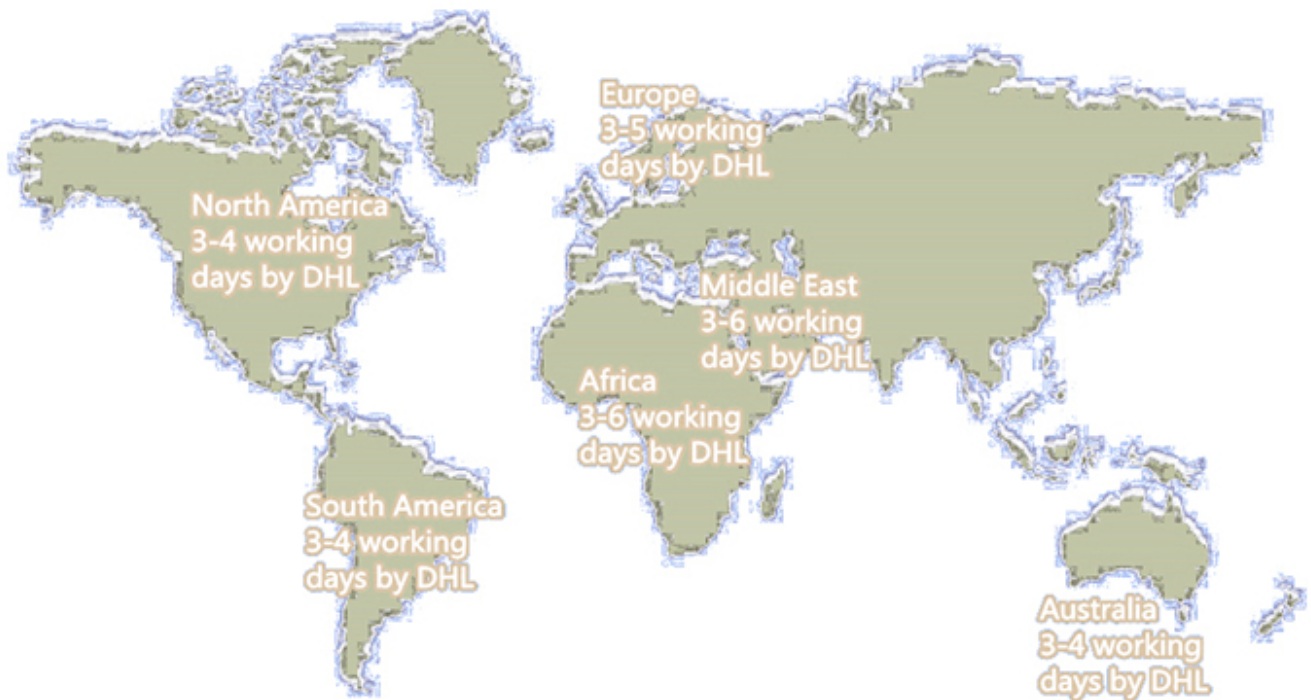 Europe
3-5 working
days by DHL
North America
3-4 working
days by DHL
Middle East
3-6 working
days by DHL
Africa
3-6 working
days by DHL
South America
3-4 working
days by DHL
Australia
3-4 working
days by DHL